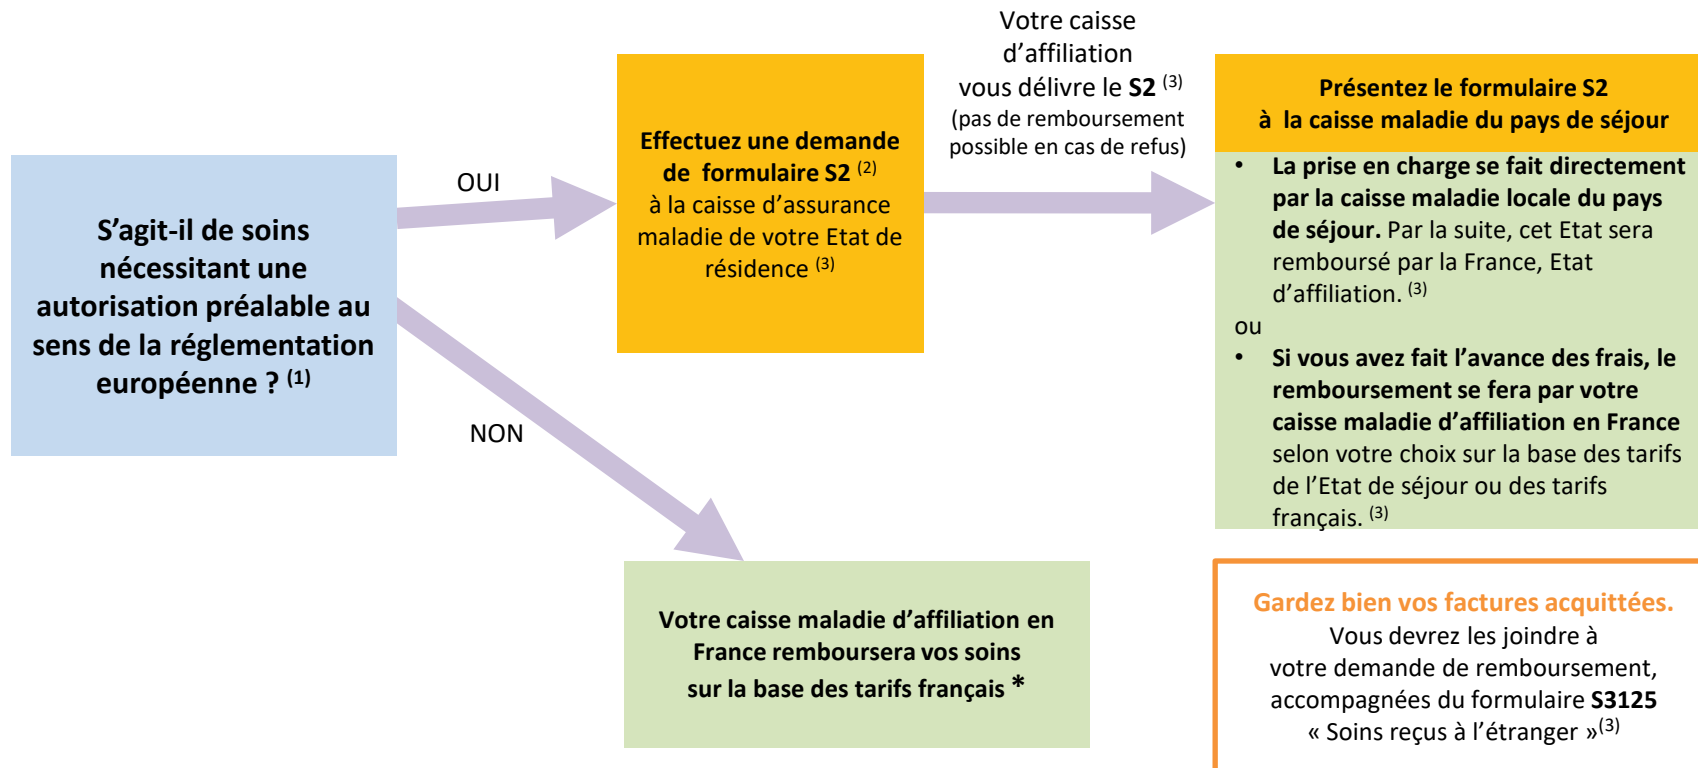 S’agit-il de soins
nécessitant une
autorisation préalable au
sens de la réglementation
européenne ? (1)
OUI
NON
Effectuez une demande
de formulaire S2 (2)
à la caisse d’assurance
maladie de votre Etat de
résidence (3)
Votre caisse
d’affiliation
vous délivre le S2 (3)
(pas de remboursement
possible en cas de refus)
Présentez le formulaire S2
à la caisse maladie du pays de séjour
• La prise en charge se fait directement
par la caisse maladie locale du pays
de séjour. Par la suite, cet Etat sera
remboursé par la France, Etat
d’affiliation. (3)
ou
• Si vous avez fait l’avance des frais, le
remboursement se fera par votre
caisse maladie d’affiliation en France
selon votre choix sur la base des tarifs
de l’Etat de séjour ou des tarifs
français. (3)
Votre caisse maladie d’affiliation en
France remboursera vos soins
sur la base des tarifs français *
Gardez bien vos factures acquittées.
Vous devrez les joindre à
votre demande de remboursement,
accompagnées du formulaire S3125
« Soins reçus à l’étranger »(3)